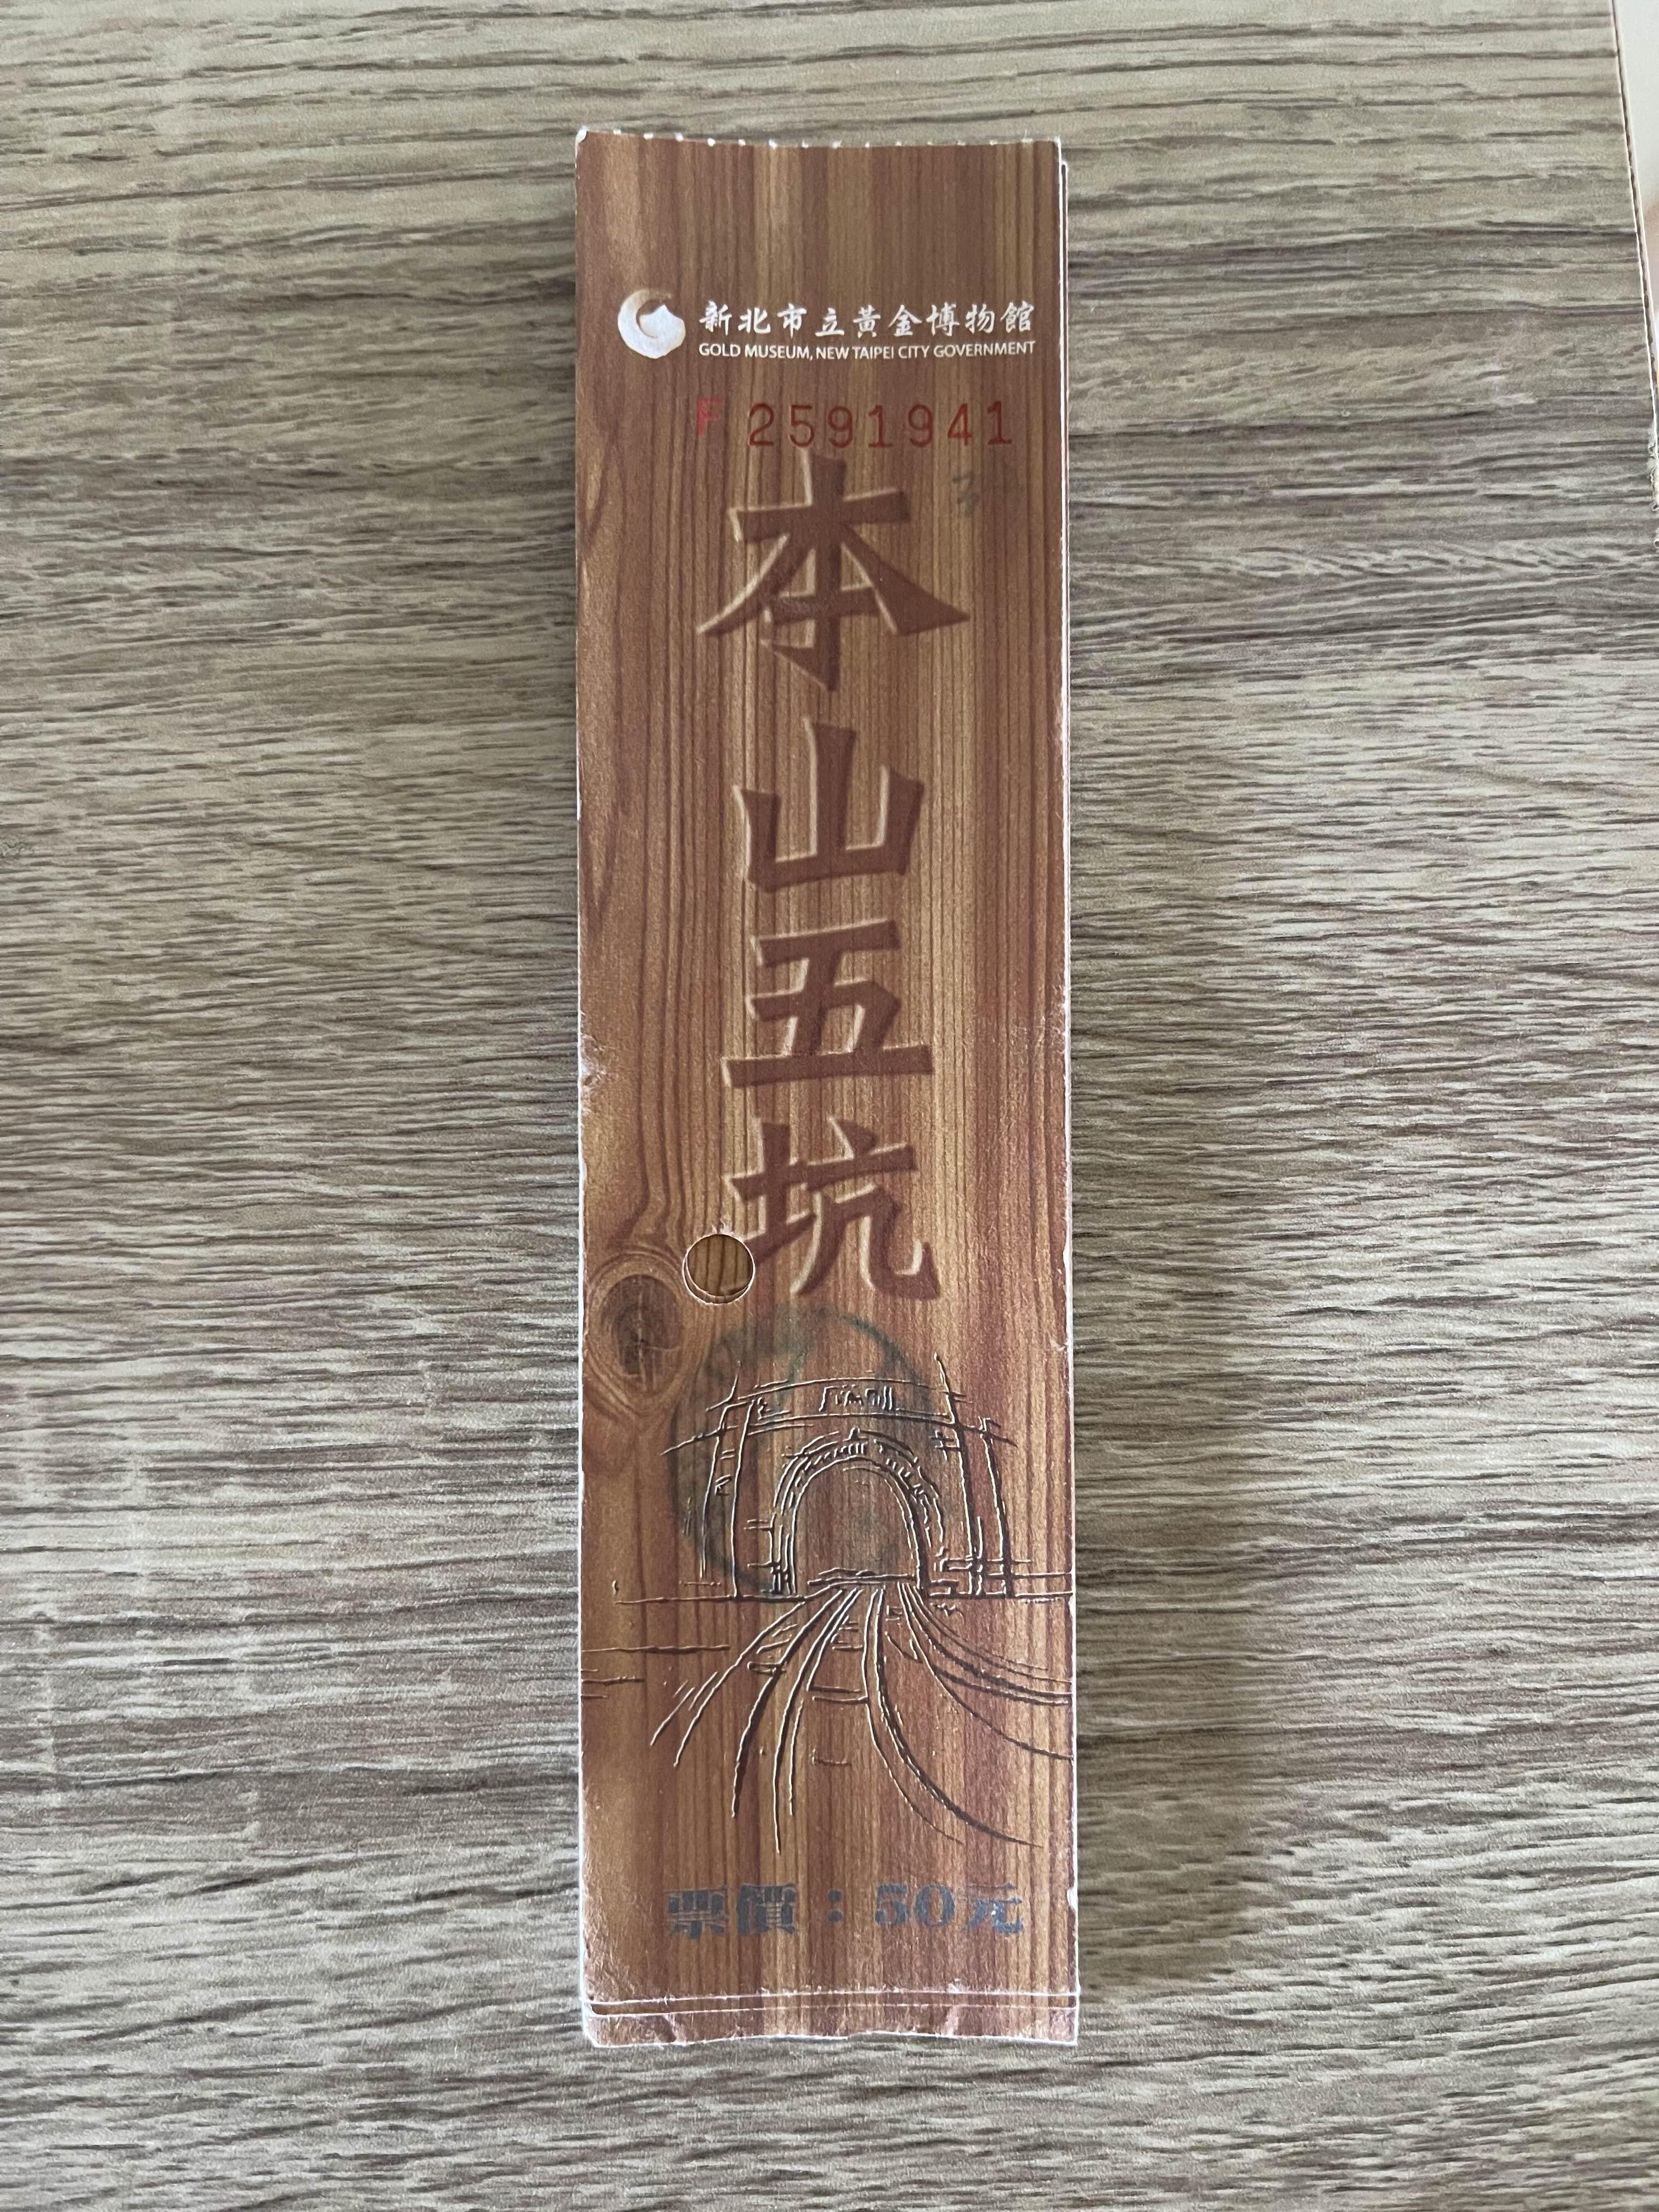 新北市立黃金博物館
GOLD MUSEUM, NEW TAIPEI CITY GOVERNMENT
F 2591941
本山五坑
票價：50元